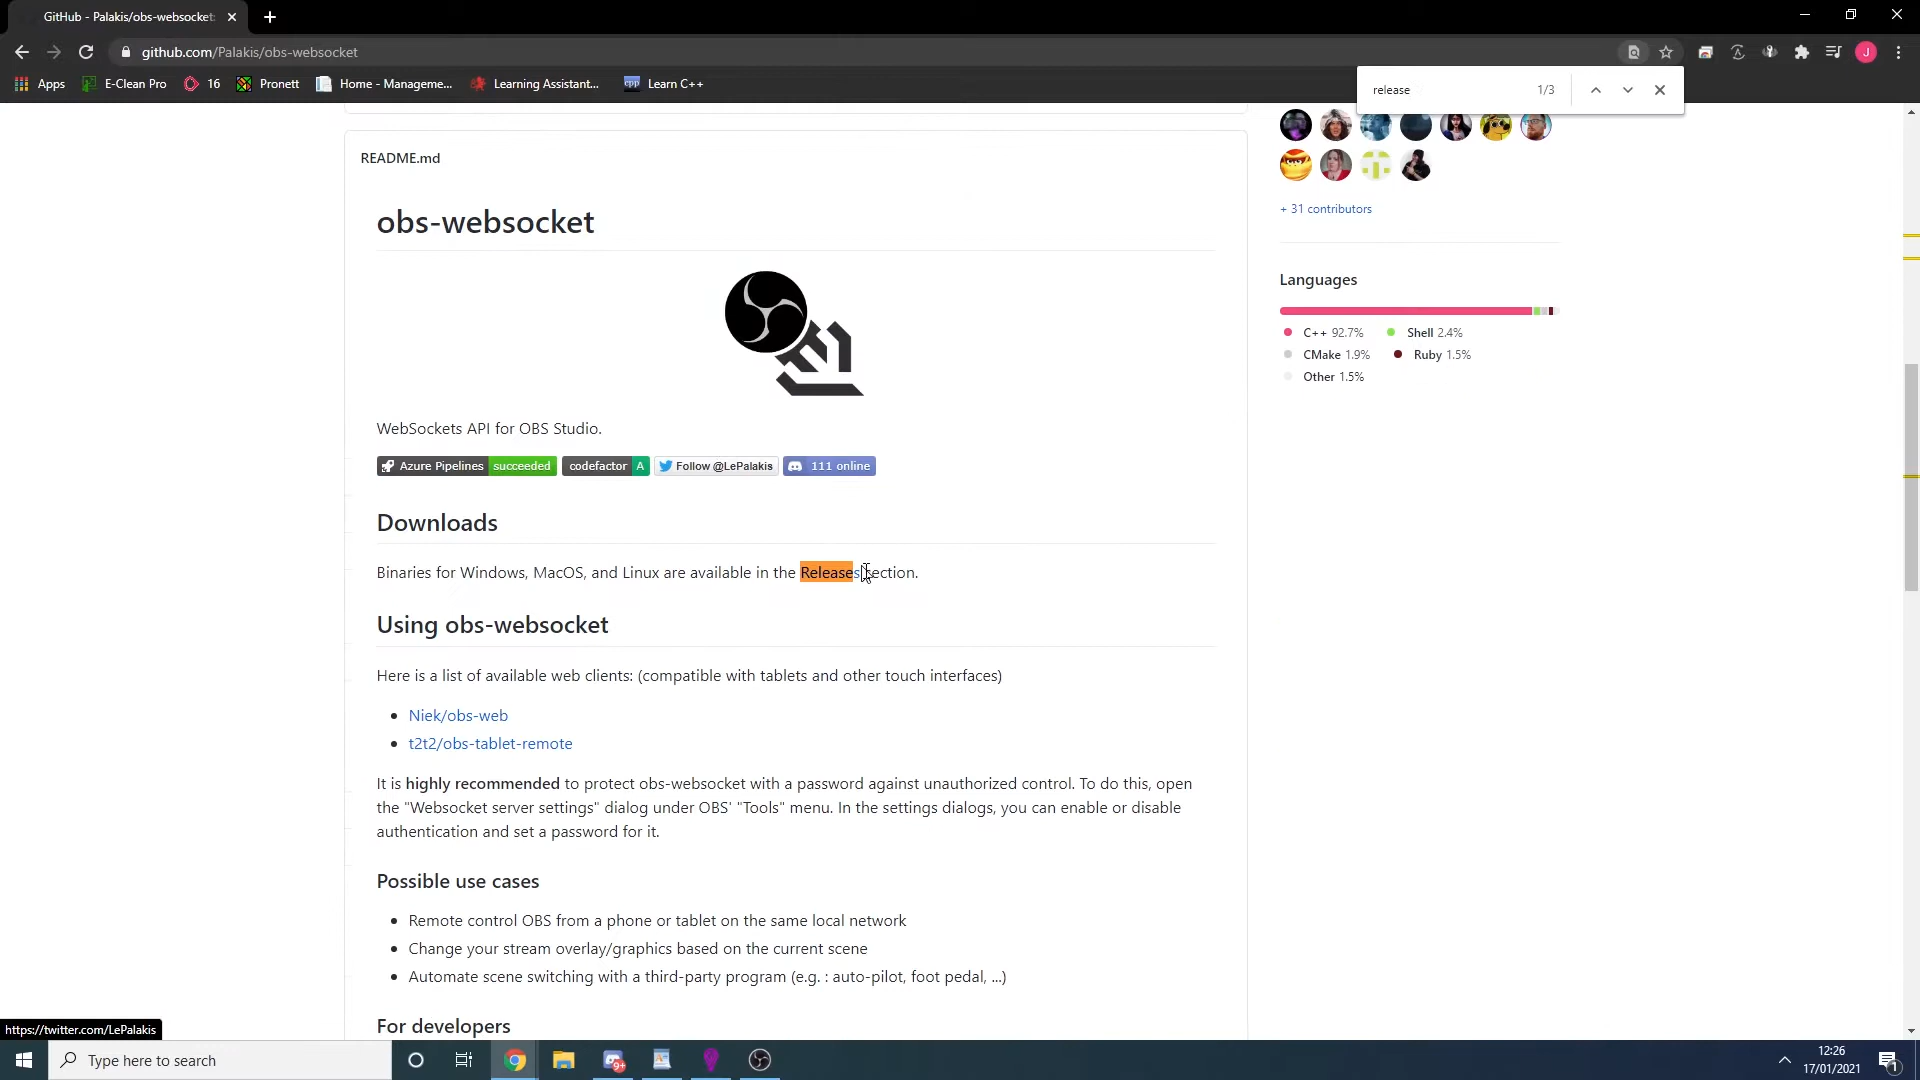 GitHub - Palakis/obs-websocket:
github.com/Palakis/obs-websocket
Apps
E-Clean Pro
16
Pronett
Home - Manageme...
Learning Assistant...
cpp
Learn C++
release
1/3
J
README.md
obs-websocket
WebSockets API for OBS Studio.
Azure Pipelines succeeded
codefactor A
Follow @LePalakis
111 online
Downloads
Binaries for Windows, MacOS, and Linux are available in the Releases section.
Using obs-websocket
Here is a list of available web clients: (compatible with tablets and other touch interfaces)
Niek/obs-web
t2t2/obs-tablet-remote
It is highly recommended to protect obs-websocket with a password against unauthorized control. To do this, open
the "Websocket server settings" dialog under OBS' "Tools" menu. In the settings dialogs, you can enable or disable
authentication and set a password for it.
Possible use cases
Remote control OBS from a phone or tablet on the same local network
Change your stream overlay/graphics based on the current scene
Automate scene switching with a third-party program (e.g. : auto-pilot, foot pedal, ...)
For developers
+ 31 contributors
Languages
C++ 92.7%
Shell 2.4%
CMake 1.9%
Ruby 1.5%
Other 1.5%
https://twitter.com/LePalakis
Type here to search
9+
12:26
17/01/2021
1